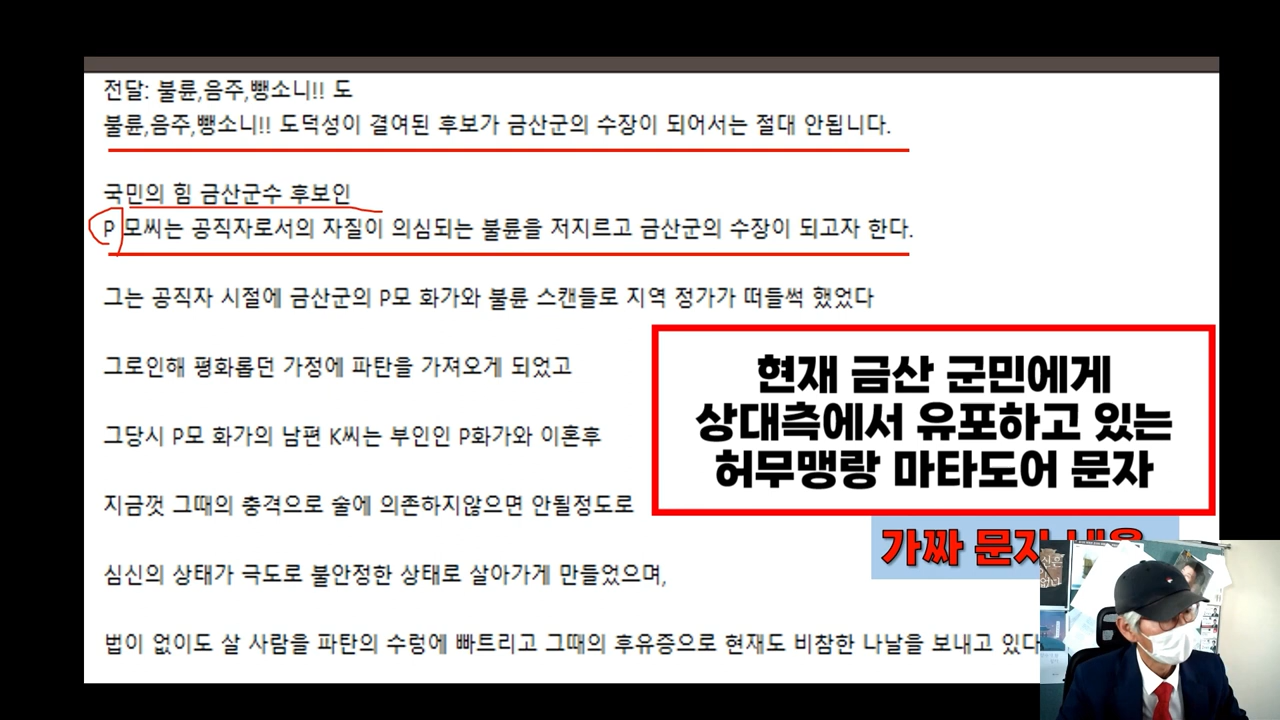 전달: 불륜,음주,뺑소니!! 도
불륜,음주,뺑소니!! 도덕성이 결여된 후보가 금산군의 수장이 되어서는 절대 안됩니다.
국민의 힘 금산군수 후보인
P 모씨는 공직자로서의 자질이 의심되는 불륜을 저지르고 금산군의 수장이 되고자 한다.
그는 공직자 시절에 금산군의 P모 화가와 불륜 스캔들로 지역 정가가 떠들썩 했었다
그로인해 평화롭던 가정에 파탄을 가져오게 되었고
그당시 P모 화가의 남편 K씨는 부인인 P화가와 이혼후
지금껏 그때의 충격으로 술에 의존하지않으면 안될정도로
심신의 상태가 극도로 불안정한 상태로 살아가게 만들었으며,
법이 없이도 살 사람을 파탄의 수렁에 빠트리고 그때의 후유증으로 현재도 비참한 나날을 보내고 있다
현재 금산 군민에게
상대측에서 유포하고 있는
허무맹랑 마타도어 문자
가짜 문자